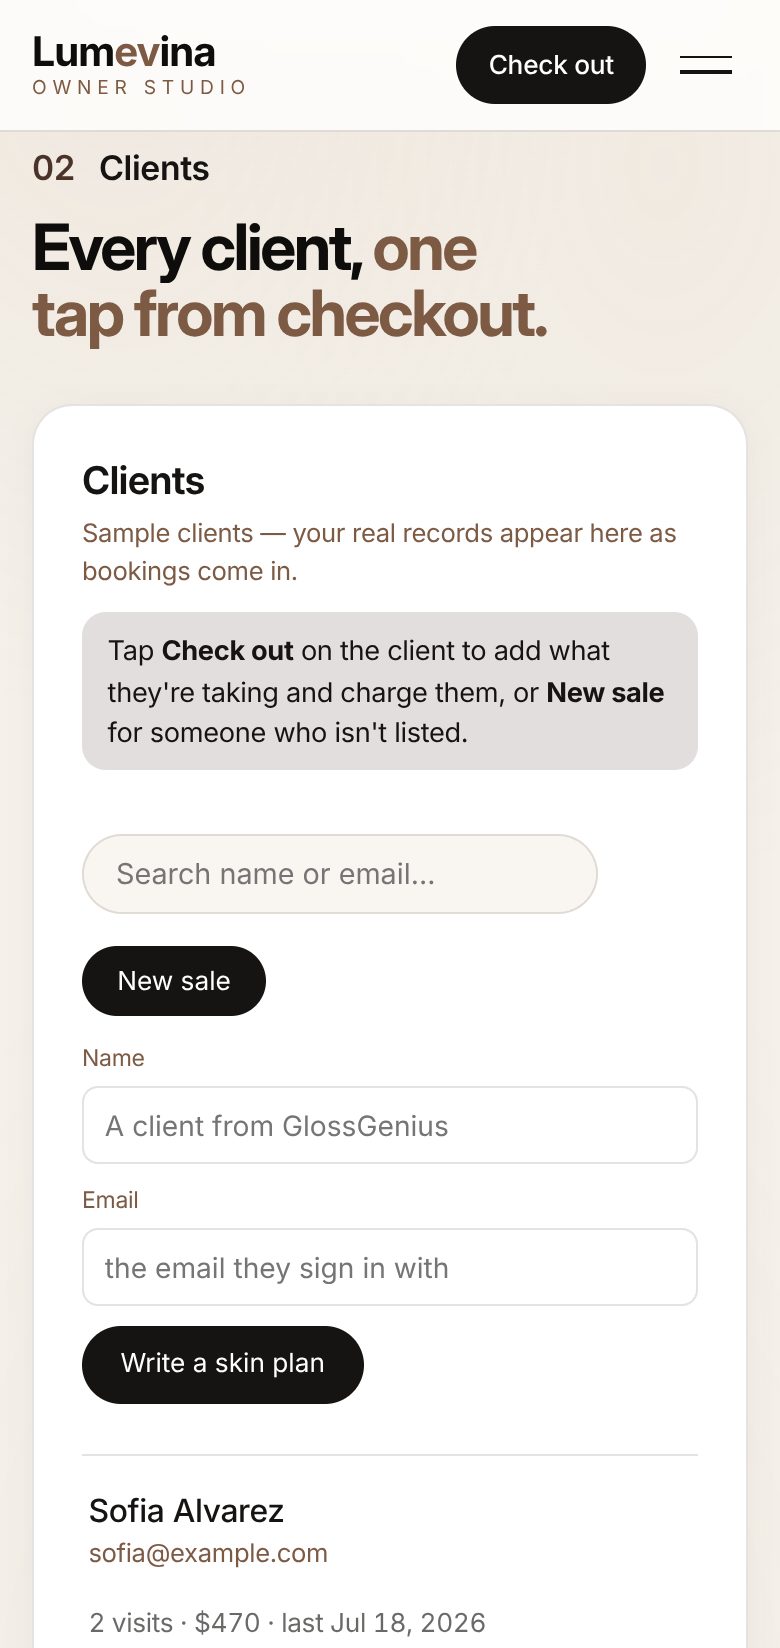 Lumevina
OWNER STUDIO
Check out
02 Clients
Every client, one
tap from checkout.
Clients
Sample clients — your real records appear here as
bookings come in.
Tap Check out on the client to add what
they're taking and charge them, or New sale
for someone who isn't listed.
Search name or email...
New sale
Name
A client from GlossGenius
Email
the email they sign in with
Write a skin plan
Sofia Alvarez
sofia@example.com
2 visits · $470 · last Jul 18, 2026